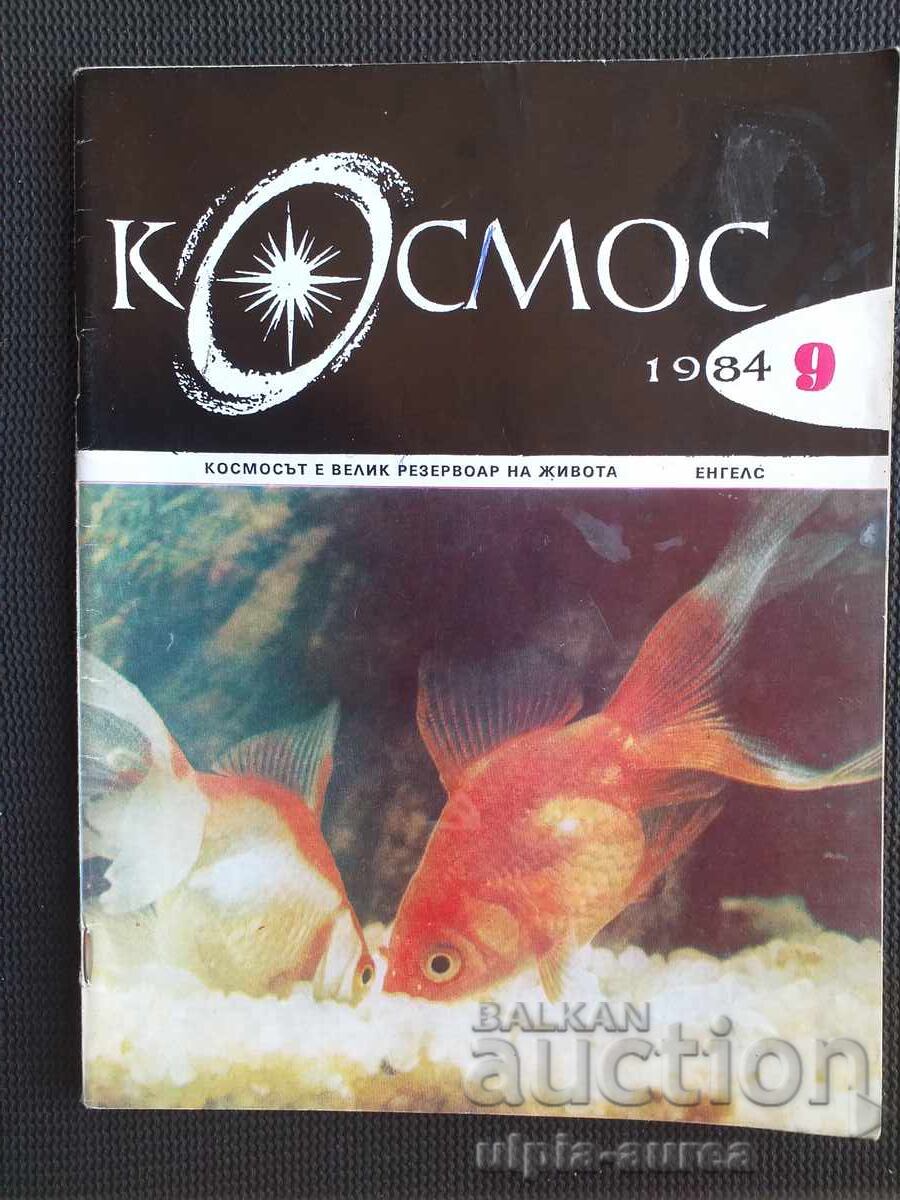 КОСМОС
1984 9
КОСМОСЪТ Е ВЕЛИК РЕЗЕРВОАР НА ЖИВОТА ЕНГЕЛС
BALKAN
auction
ulpia-aurea